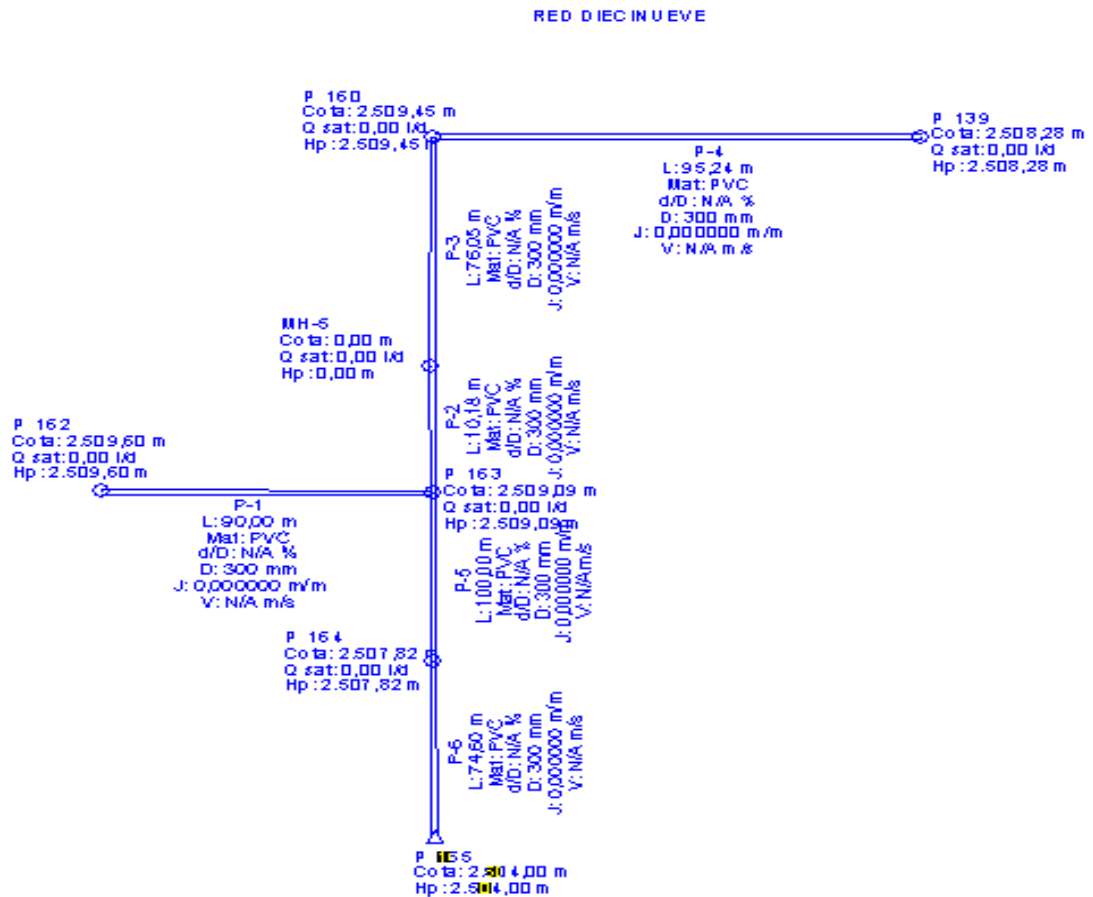 RED DIECINUEVE
P 160
Cota: 2.509,45 m
Q sat:0,00 l/d
Hp:2.509,45
P 139
Cota: 2.508,28 m
Q sat:0,00 l/d
Hp:2.508,28 m
P-4
L:95,24 m
Mat: PVC
d/D: N/A %
D: 300 mm
J: 0,000000 m/m
V: N/A m/s
P-3
L:76,05 m
Mat: PVC
d/D: N/A %
D: 300 mm
J: 0,000000 m/m
V: N/A m/s
MH-5
Cota: 0,00 m
Q sat:0,00 l/d
Hp:0,00 m
P-2
L:10,18 m
Mat: PVC
d/D: N/A %
D: 300 mm
J: 0,000000 m/m
V: N/A m/s
P 162
Cota: 2.509,60 m
Q sat:0,00 l/d
Hp:2.509,60 m
P 163
Cota: 2.509,09 m
Q sat:0,00 l/d
Hp:2.509,09 m
P-1
L:90,00 m
Mat: PVC
d/D: N/A %
D: 300 mm
J: 0,000000 m/m
V: N/A m/s
P-5
L:100,00 m
Mat: PVC
d/D: N/A %
D: 300 mm
J: 0,000000 m/m
V: N/A m/s
P 164
Cota: 2.507,82
Q sat:0,00 l/d
Hp:2.507,82 m
P-6
L:74,60 m
Mat: PVC
d/D: N/A %
D: 300 mm
J: 0,000000 m/m
V: N/A m/s
P
Cota:
Hp: